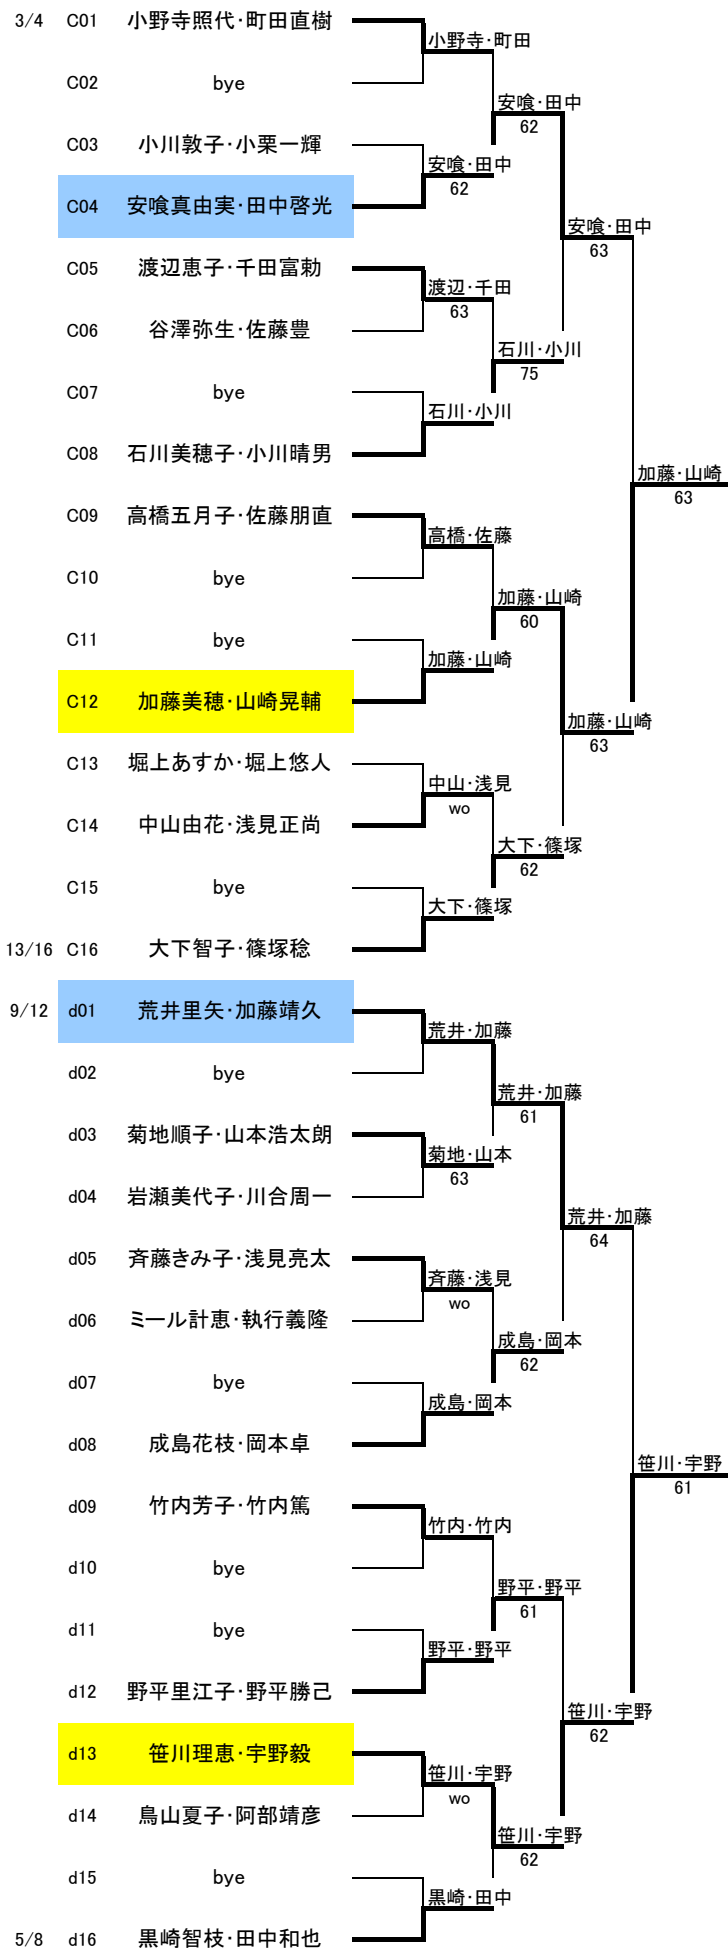 3/4 C01 小野寺照代・町田直樹
小野寺・町田
C02 bye
安喰・田中
62
C03 小川敦子・小栗一輝
安喰・田中
62
C04 安喰真由実・田中啓光
安喰・田中
63
C05 渡辺恵子・千田富勅
渡辺・千田
63
C06 谷澤弥生・佐藤豊
石川・小川
75
C07 bye
石川・小川
C08 石川美穂子・小川晴男
加藤・山崎
63
C09 高橋五月子・佐藤朋直
高橋・佐藤
C10 bye
加藤・山崎
60
C11 bye
加藤・山崎
C12 加藤美穂・山崎晃輔
加藤・山崎
63
C13 堀上あすか・堀上悠人
中山・浅見
wo
C14 中山由花・浅見正尚
大下・篠塚
62
C15 bye
大下・篠塚
13/16 C16 大下智子・篠塚稔
9/12 d01 荒井里矢・加藤靖久
荒井・加藤
d02 bye
荒井・加藤
61
d03 菊地順子・山本浩太朗
菊地・山本
63
d04 岩瀬美代子・川合周一
荒井・加藤
64
d05 斉藤きみ子・浅見亮太
斉藤・浅見
wo
d06 ミール計恵・執行義隆
成島・岡本
62
d07 bye
成島・岡本
d08 成島花枝・岡本卓
笹川・宇野
61
d09 竹内芳子・竹内篤
竹内・竹内
d10 bye
野平・野平
61
d11 bye
野平・野平
d12 野平里江子・野平勝己
笹川・宇野
62
d13 笹川理恵・宇野毅
笹川・宇野
wo
d14 鳥山夏子・阿部靖彦
笹川・宇野
62
d15 bye
黒崎・田中
5/8 d16 黒崎智枝・田中和也